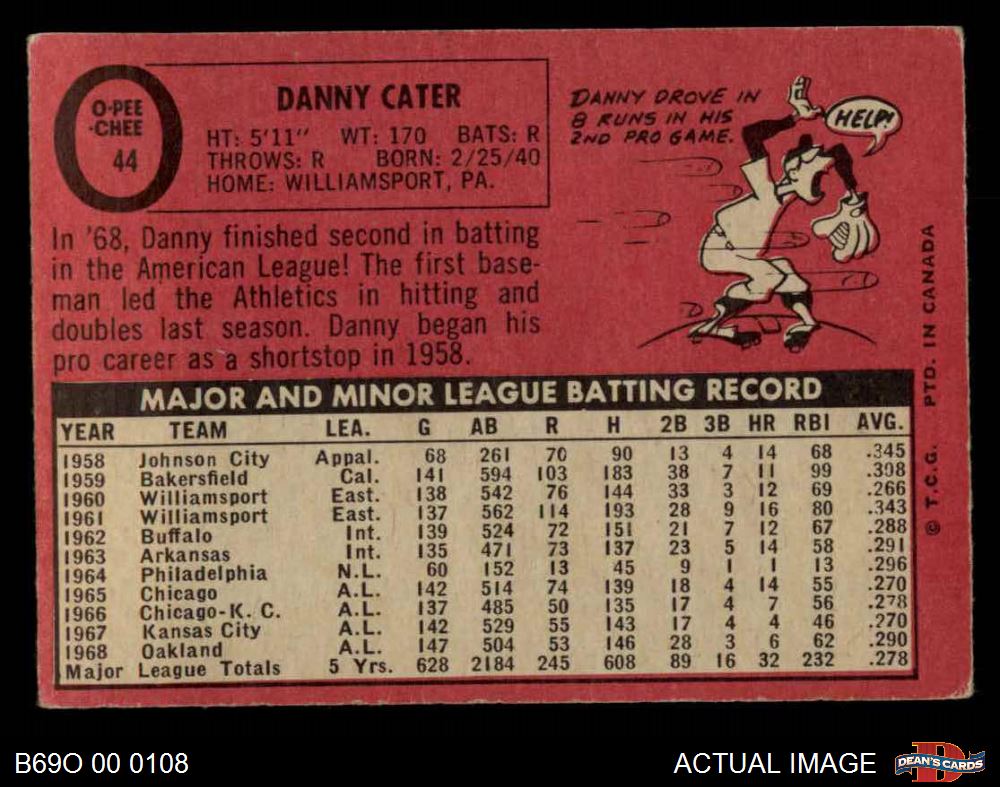 O-PEE
-CHEE
44
DANNY CATER
HT: 5'11" WT: 170 BATS: R
THROWS: R BORN: 2/25/40
HOME: WILLIAMSPORT, PA.
DANNY DROVE IN
8 RUNS IN HIS
2ND PRO GAME.
HELP!
In '68, Danny finished second in batting
in the American League! The first base-
man led the Athletics in hitting and
doubles last season. Danny began his
pro career as a shortstop in 1958.
MAJOR AND MINOR LEAGUE BATTING RECORD
YEAR TEAM LEA. G AB R H 2B 3B HR RBI AVG.
1958 Johnson City Appal. 68 261 70 90 13 4 14 68 .345
1959 Bakersfield Cal. 141 594 103 183 38 7 11 99 .308
1960 Williamsport East. 138 542 76 144 33 3 12 69 .266
1961 Williamsport East. 137 562 114 193 28 9 16 80 .343
1962 Buffalo Int. 139 524 72 151 21 7 12 67 .288
1963 Arkansas Int. 135 471 73 137 23 5 14 58 .291
1964 Philadelphia N.L. 60 152 13 45 9 1 1 13 .296
1965 Chicago A.L. 142 514 74 139 18 4 14 55 .270
1966 Chicago-K. C. A.L. 137 485 50 135 17 4 7 56 .278
1967 Kansas City A.L. 142 529 55 143 17 4 4 46 .270
1968 Oakland A.L. 147 504 53 146 28 3 6 62 .290
Major League Totals 5 Yrs. 628 2184 245 608 89 16 32 232 .278
© T.C.G. PTD. IN CANADA
B69O 00 0108
ACTUAL IMAGE
DEAN'S CARDS